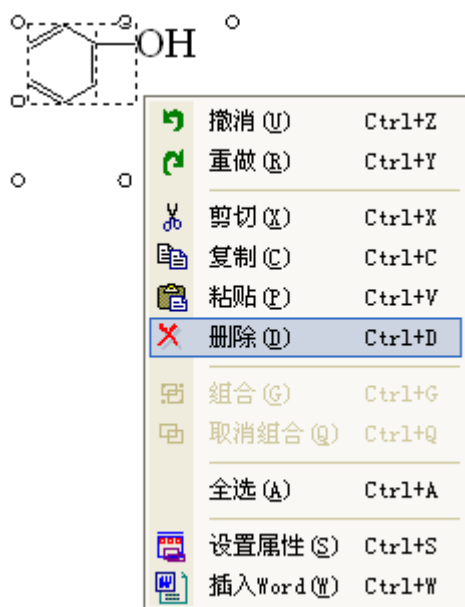 OH
撤消(U) Ctrl+Z
重做(R) Ctrl+Y
剪切(X) Ctrl+X
复制(C) Ctrl+C
粘贴(P) Ctrl+V
删除(D) Ctrl+D
组合(G) Ctrl+G
取消组合(Q) Ctrl+Q
全选(A) Ctrl+A
设置属性(S) Ctrl+S
插入Word(W) Ctrl+W